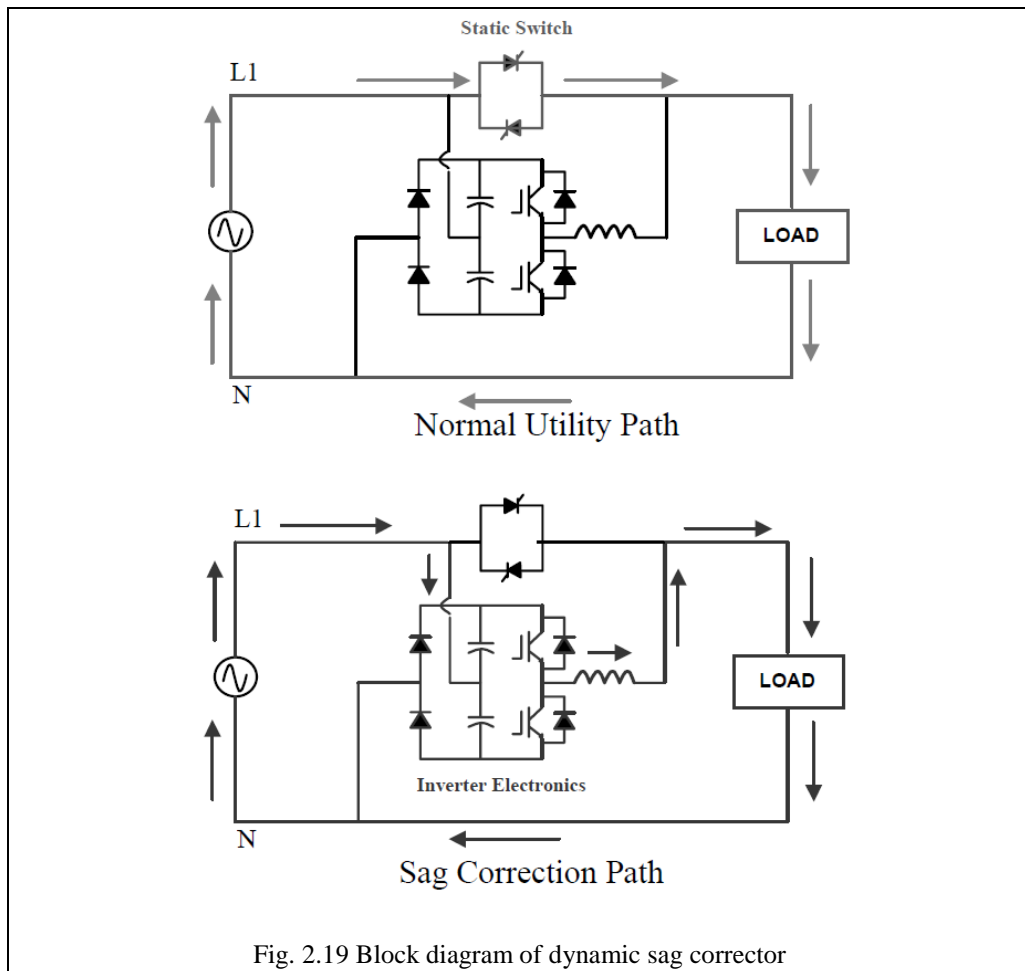 Static Switch
L1
LOAD
N
Normal Utility Path
L1
LOAD
Inverter Electronics
N
Sag Correction Path
Fig. 2.19 Block diagram of dynamic sag corrector